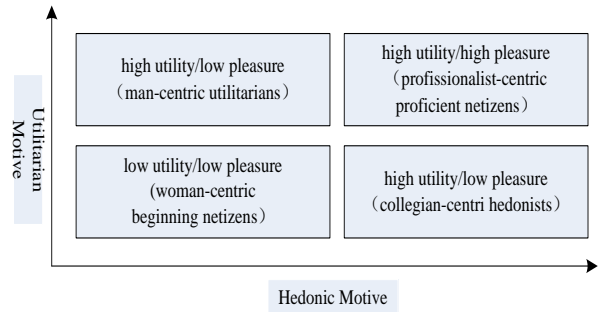 high utility/low pleasure
（man-centric utilitarians）
high utility/high pleasure
（profissionalist-centric
proficient netizens）
Utilitarian
Motive
low utility/low pleasure
(woman-centric
beginning netizens）
high utility/low pleasure
（collegian-centri hedonists）
Hedonic Motive